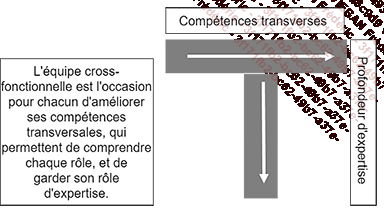 Compétences transverses
L'équipe cross-
fonctionnelle est l'occasion
pour chacun d'améliorer
ses compétences
transversales, qui
permettent de comprendre
chaque rôle, et de
garder son rôle
d'expertise.
Profondeur
d'expertise